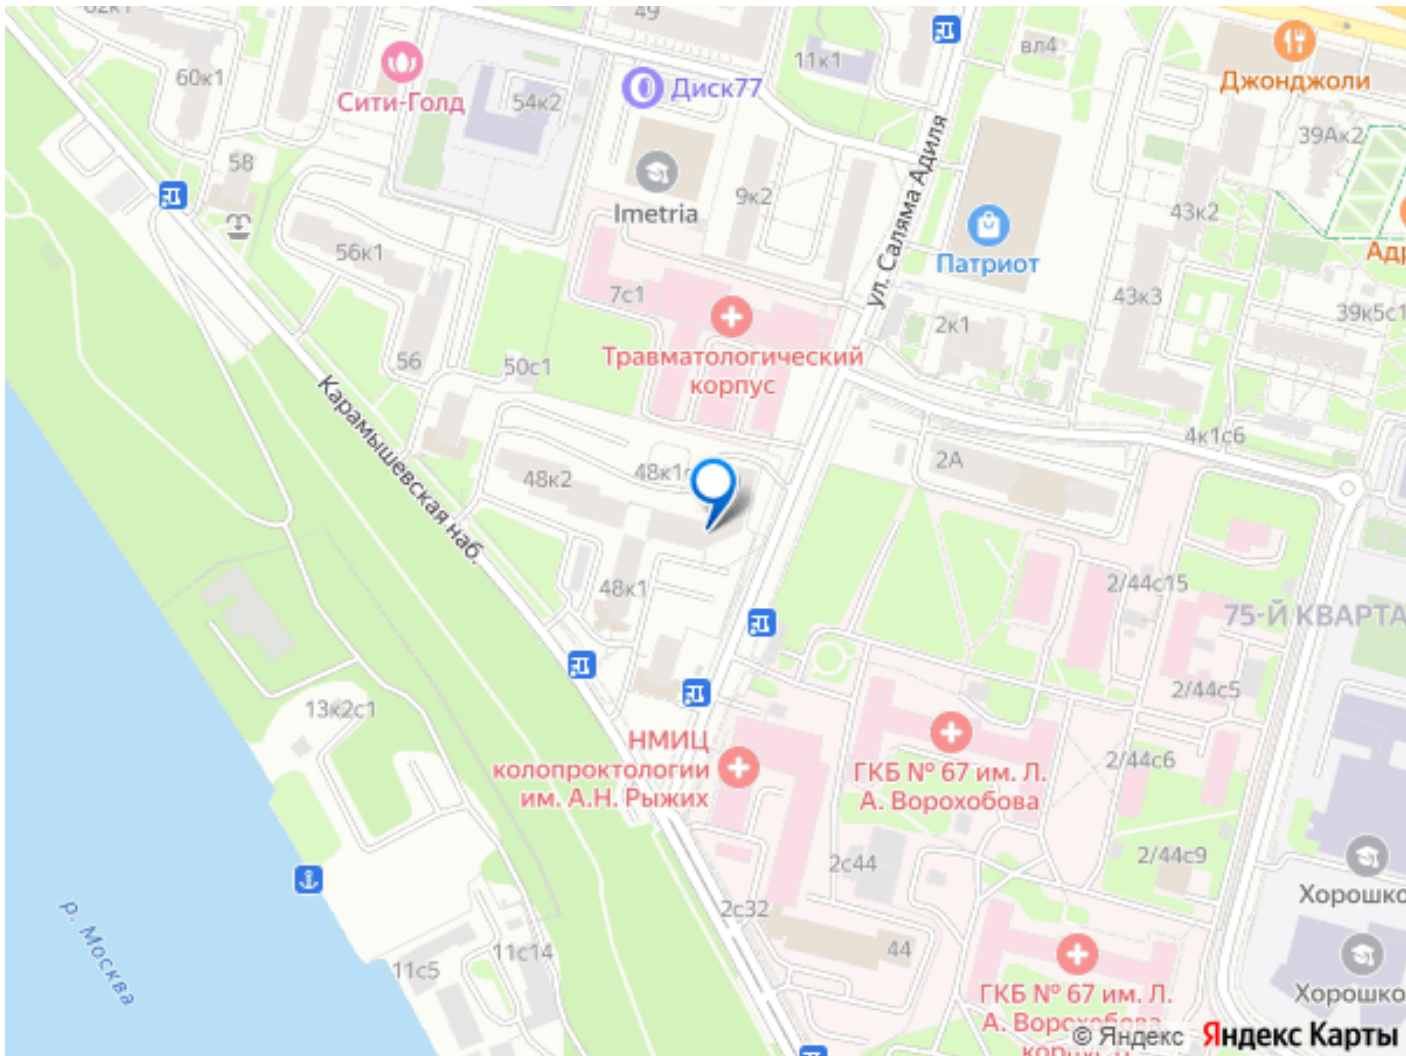 49
60к1
Сити-Голд
54к2
Диск77
11к1
вл4
Джонджоли
39Ак2
58
Imetria
9к2
ул. Саляма Адиля
43к2
Патриот
56к1
7с1
43к3
39к5с1
2к1
56
50с1
Травматологический
корпус
Карамышевская наб.
4к1с6
2А
48к2
48к1
2/44с15
75-Й КВАРТА
48к1
2/44с5
13к2с1
НМИЦ
колопроктологии
им. А.Н. Рыжих
ГКБ № 67 им. Л.
А. Ворохобова
2/44с6
2с44
2/44с9
Хорошко
2с32
р. Москва
11с14
11с5
44
ГКБ № 67 им. Л.
А. Ворохобова
Хорошко
© Яндекс Яндекс Карты